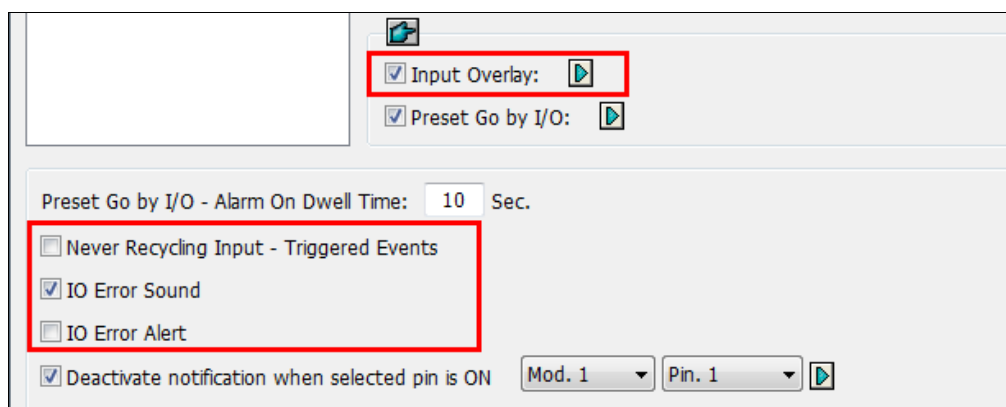 Input Overlay:
Preset Go by I/O:
Preset Go by I/O - Alarm On Dwell Time: 10 Sec.
Never Recycling Input - Triggered Events
IO Error Sound
IO Error Alert
Deactivate notification when selected pin is ON Mod. 1 Pin. 1